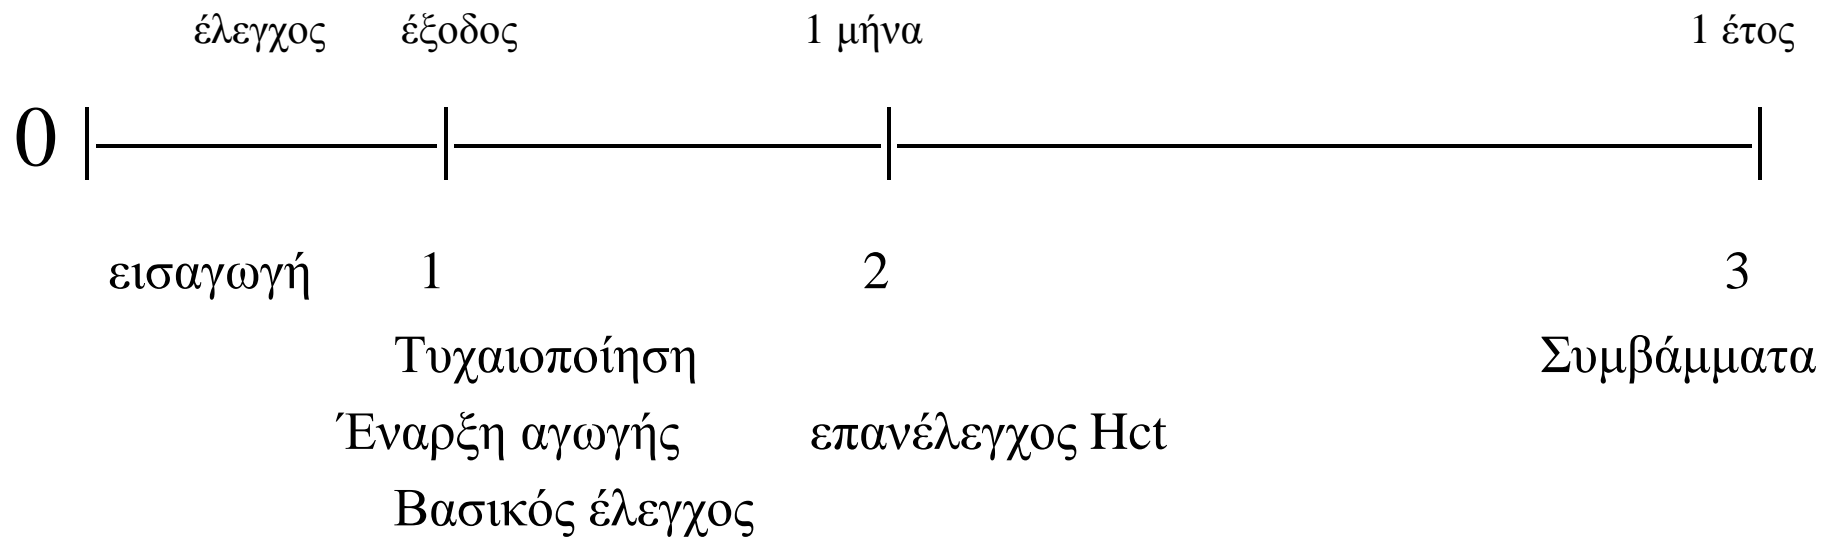 έλεγχος έξοδος 1 μήνα 1 έτος
0
εισαγωγή 1 2 3
Τυχαιοποίηση Συμβάμματα
Έναρξη αγωγής επανέλεγχος Hct
Βασικός έλεγχος